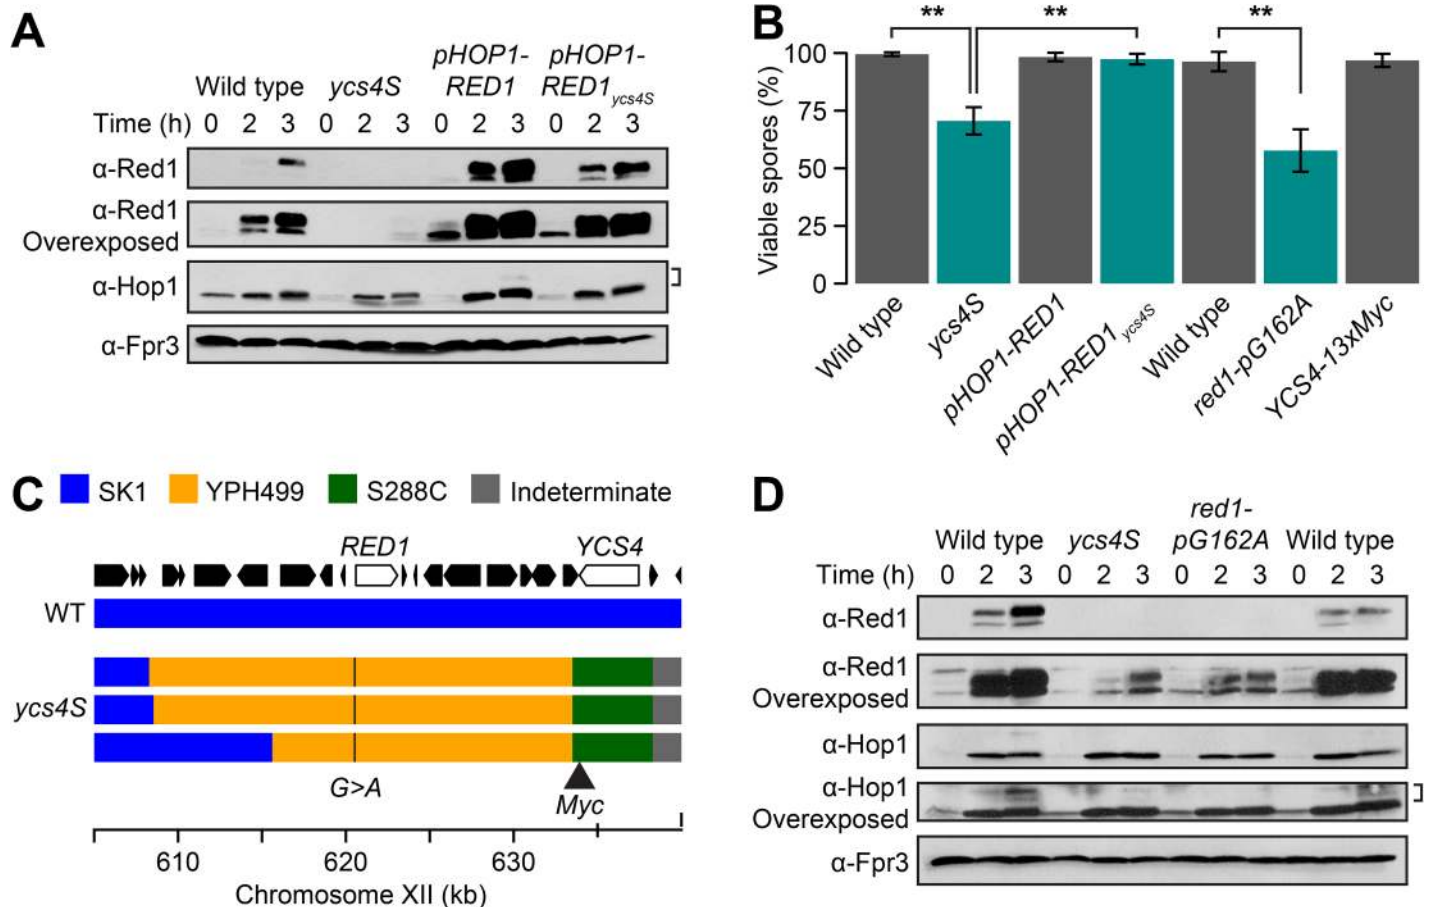 A
Wild type ycs4S pHOP1-RED1 pHOP1-RED1ycs4S
Time (h) 0 2 3 0 2 3 0 2 3 0 2 3
α-Red1
α-Red1
Overexposed
α-Hop1
α-Fpr3
B
** ** **
Viable spores (%)
100
75
50
25
0
Wild type
ycs4S
pHOP1-RED1
pHOP1-RED1 ycs4S
Wild type
red1-pG162A
YCS4-13xMyc
C
SK1 YPH499 S288C Indeterminate
RED1 YCS4
WT
ycs4S
G>A
Myc
610 620 630
Chromosome XII (kb)
D
Wild type ycs4S red1-pG162A Wild type
Time (h) 0 2 3 0 2 3 0 2 3 0 2 3
α-Red1
α-Red1
Overexposed
α-Hop1
α-Hop1
Overexposed
α-Fpr3